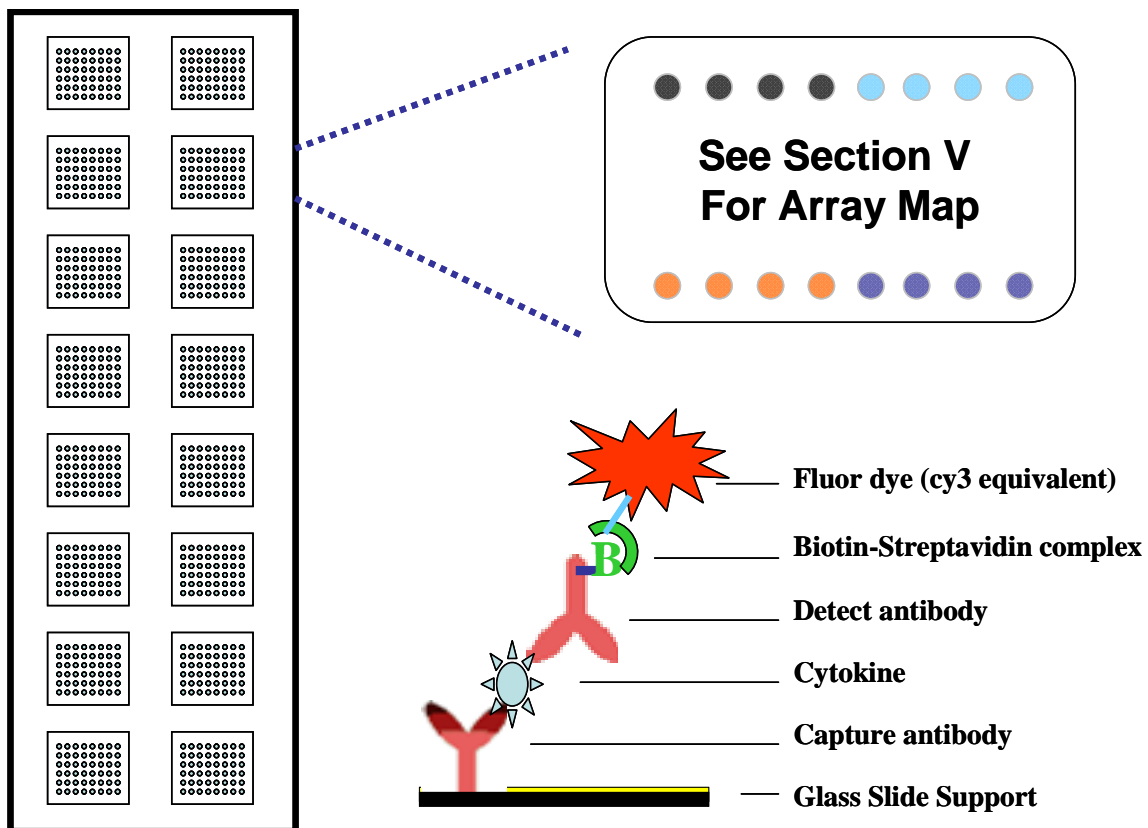 See Section V
For Array Map
Fluor dye (cy3 equivalent)
B
Biotin-Streptavidin complex
Detect antibody
Cytokine
Capture antibody
Glass Slide Support